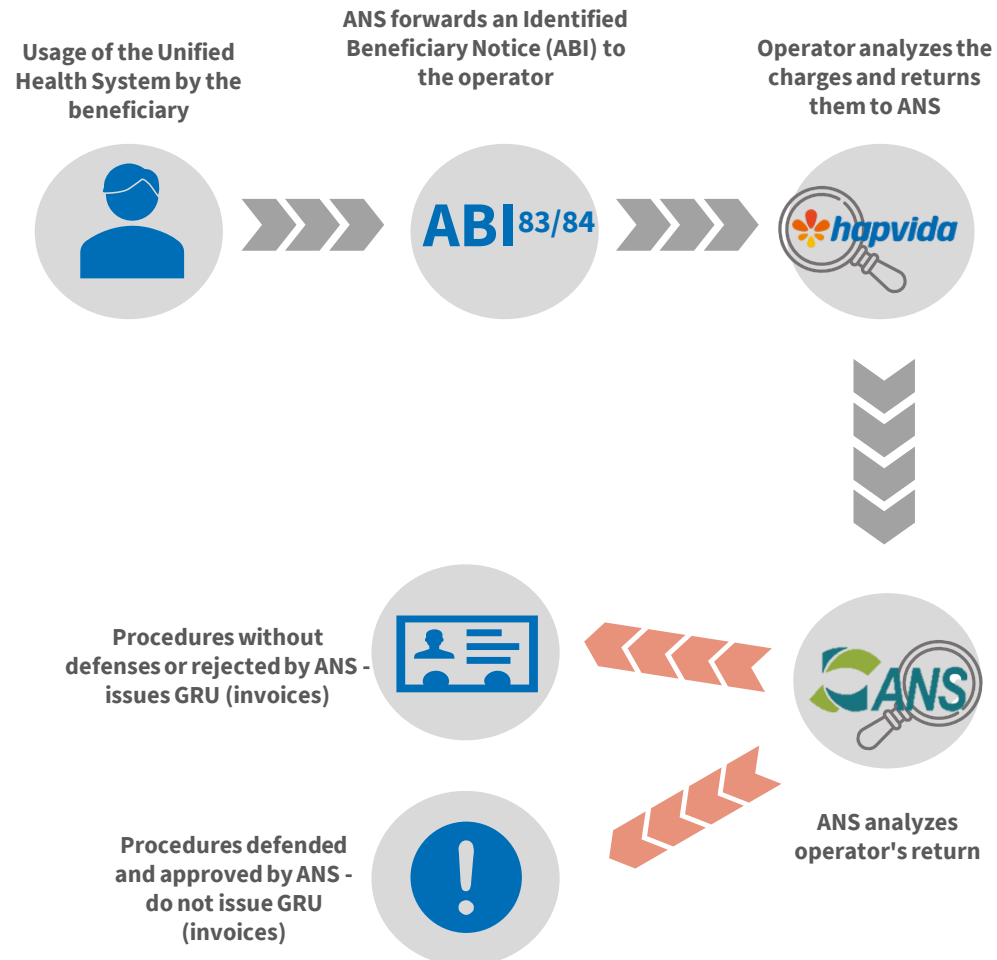 Usage of the Unified
Health System by the
beneficiary
ANS forwards an Identified
Beneficiary Notice (ABI) to
the operator
Operator analyzes the
charges and returns
them to ANS
ABI 83/84
hapvida
Procedures without
defenses or rejected by ANS -
issues GRU (invoices)
ANS
ANS analyzes
operator's return
Procedures defended
and approved by ANS -
do not issue GRU
(invoices)